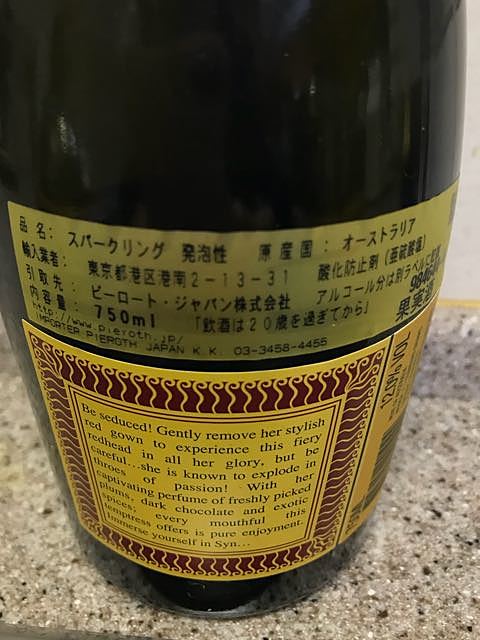 品 名： スパークリング 発泡性 原産国： オーストラリア
輸入業者： 東京都港区港南2－13－31 酸化防止剤（亜硫酸塩）
引取先： ピーロート・ジャパン株式会社 アルコール分は別ラベルに
内容量： 750ml 「飲酒は20歳を過ぎてから」 果実酒
http://www.pieroth.jp/
IMPORTER PIEROTH JAPAN K.K. 03-3458-4455
Be seduced! Gently remove her stylish
red gown to experience this fiery
redhead in all her glory, but be
careful...she is known to explode in
throes of passion! With her
captivating perfume of freshly picked
plums, dark chocolate and exotic
spices; every mouthful this
temptress offers is pure enjoyment.
Immerse yourself in Syn...